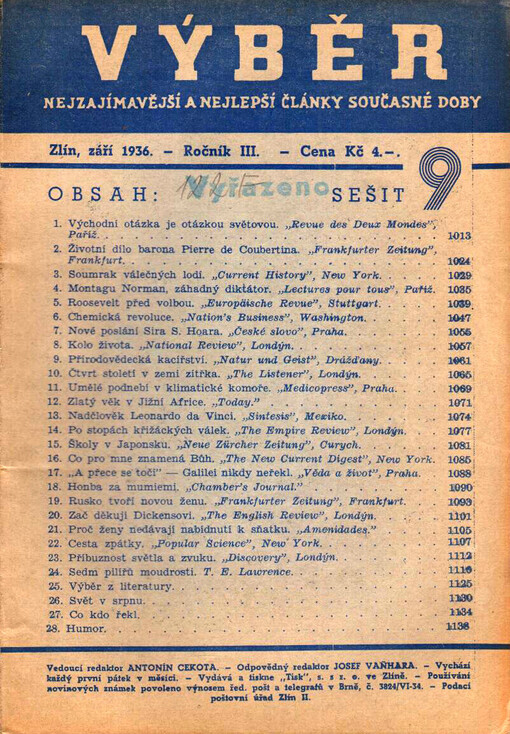 VÝBĚR
NEJZAJÍMAVĚJŠÍ A NEJLEPŠÍ ČLÁNKY SOUČASNÉ DOBY
Zlín, září 1936. – Ročník III. – Cena Kč 4.–.
OBSAH: Vyřazeno SEŠIT 9
1. Východní otázka je otázkou světovou. „Revue des Deux Mondes",
Paříž. 1013
2. Životní dílo barona Pierre de Coubertina. „Frankfurter Zeitung",
Frankfurt. 1024
3. Soumrak válečných lodí. „Current History", New York. 1029
4. Montagu Norman, záhadný diktátor. „Lectures pour tous", Paříž. 1035
5. Roosevelt před volbou. „Europäische Revue", Stuttgart. 1039
6. Chemická revoluce. „Nation's Business", Washington. 1047
7. Nové poslání Sira S. Hoara. „České slovo", Praha. 1055
8. Kolo života. „National Review", Londýn. 1057
9. Přírodovědecká kacířství. „Natur und Geist", Drážďany. 1061
10. Čtvrt století v zemi zítřka. „The Listener", Londýn. 1065
11. Umělé podnebí v klimatické komoře. „Medicopress", Praha. 1069
12. Zlatý věk v Jižní Africe. „Today." 1071
13. Nadčlověk Leonardo da Vinci. „Sintesis", Mexiko. 1074
14. Po stopách křižáckých válek. „The Empire Review", Londýn. 1077
15. Školy v Japonsku. „Neue Zürcher Zeitung", Curych. 1081
16. Co pro mne znamená Bůh. „The New Current Digest", New York. 1085
17. „A přece se točí" — Galilei nikdy neřekl. „Věda a život", Praha. 1088
18. Honba za mumiemi. „Chamber's Journal." 1090
19. Rusko tvoří novou ženu. „Frankfurter Zeitung", Frankfurt. 1093
20. Zač děkuji Dickensovi. „The English Review", Londýn. 1101
21. Proč ženy nedávají nabídnutí k sňatku. „Amenidades." 1105
22. Cesta zpátky. „Popular Science", New York. 1107
23. Příbuznost světla a zvuku. „Discovery", Londýn. 1112
24. Sedm pilířů moudrosti. T. E. Lawrence. 1116
25. Výběr z literatury. 1125
26. Svět v srpnu. 1130
27. Co kdo řekl. 1134
28. Humor. 1138
Vedoucí redaktor ANTONÍN CEKOTA. – Odpovědný redaktor JOSEF VAŇHARA. – Vychází
každý první pátek v měsíci. – Vydává a tiskne „Tisk", s. s r. o. ve Zlíně. – Používání
novinových známek povoleno výnosem řed. pošt a telegrafů v Brně, č. 3824/VI-34. – Podací
poštovní úřad Zlín II.